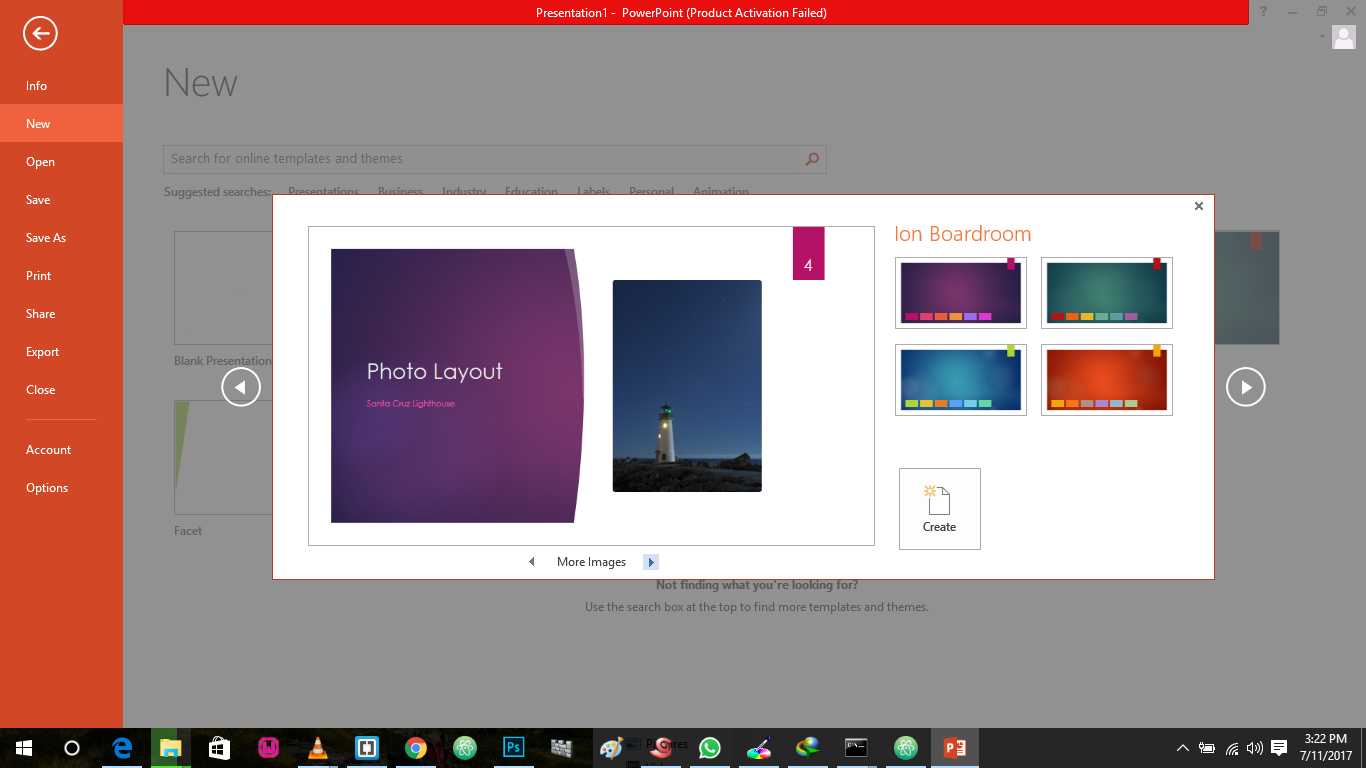 Presentation1 - PowerPoint (Product Activation Failed)
?
Info
New
Open
Save
Save As
Print
Share
Export
Close
Account
Options
New
Search for online templates and themes
Suggested searches: Presentations Business Industry Education Labels Personal Animation
Blank Presentation
Facet
4
Photo Layout
Santa Cruz Lighthouse
More Images
Ion Boardroom
Create
Not finding what you're looking for?
Use the search box at the top to find more templates and themes.
Ps
3:22 PM
7/11/2017